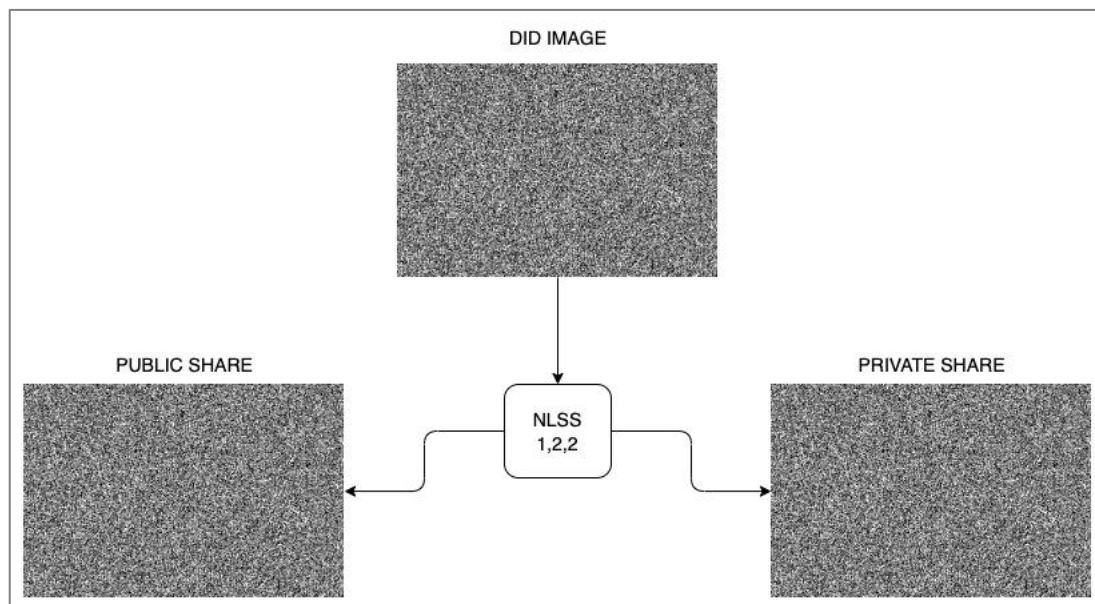 DID IMAGE
PUBLIC SHARE
PRIVATE SHARE
NLSS
1,2,2